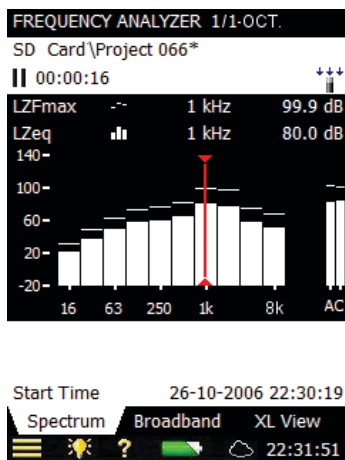 FREQUENCY ANALYZER 1/1-OCT.
SD Card\Project 066*
00:00:16
LZFmax 1 kHz 99.9 dB
LZeq 1 kHz 80.0 dB
140
100
60
20
-20
16 63 250 1k 8k AC
Start Time 26-10-2006 22:30:19
Spectrum Broadband XL View
? 22:31:51